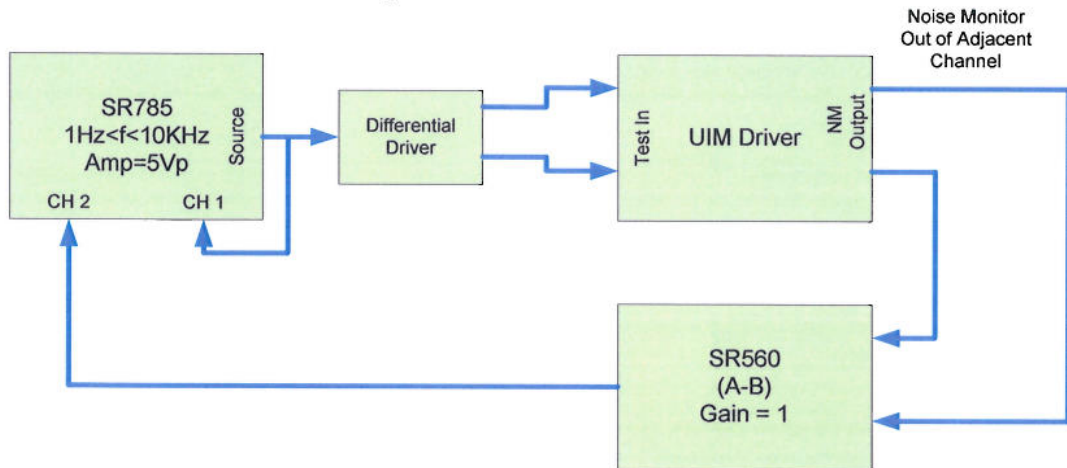 Noise Monitor
Out of Adjacent
Channel
SR785
1Hz<f<10KHz
Amp=5Vp
Source
CH 2
CH 1
Differential
Driver
Test In
UIM Driver
NM
Output
SR560
(A-B)
Gain = 1